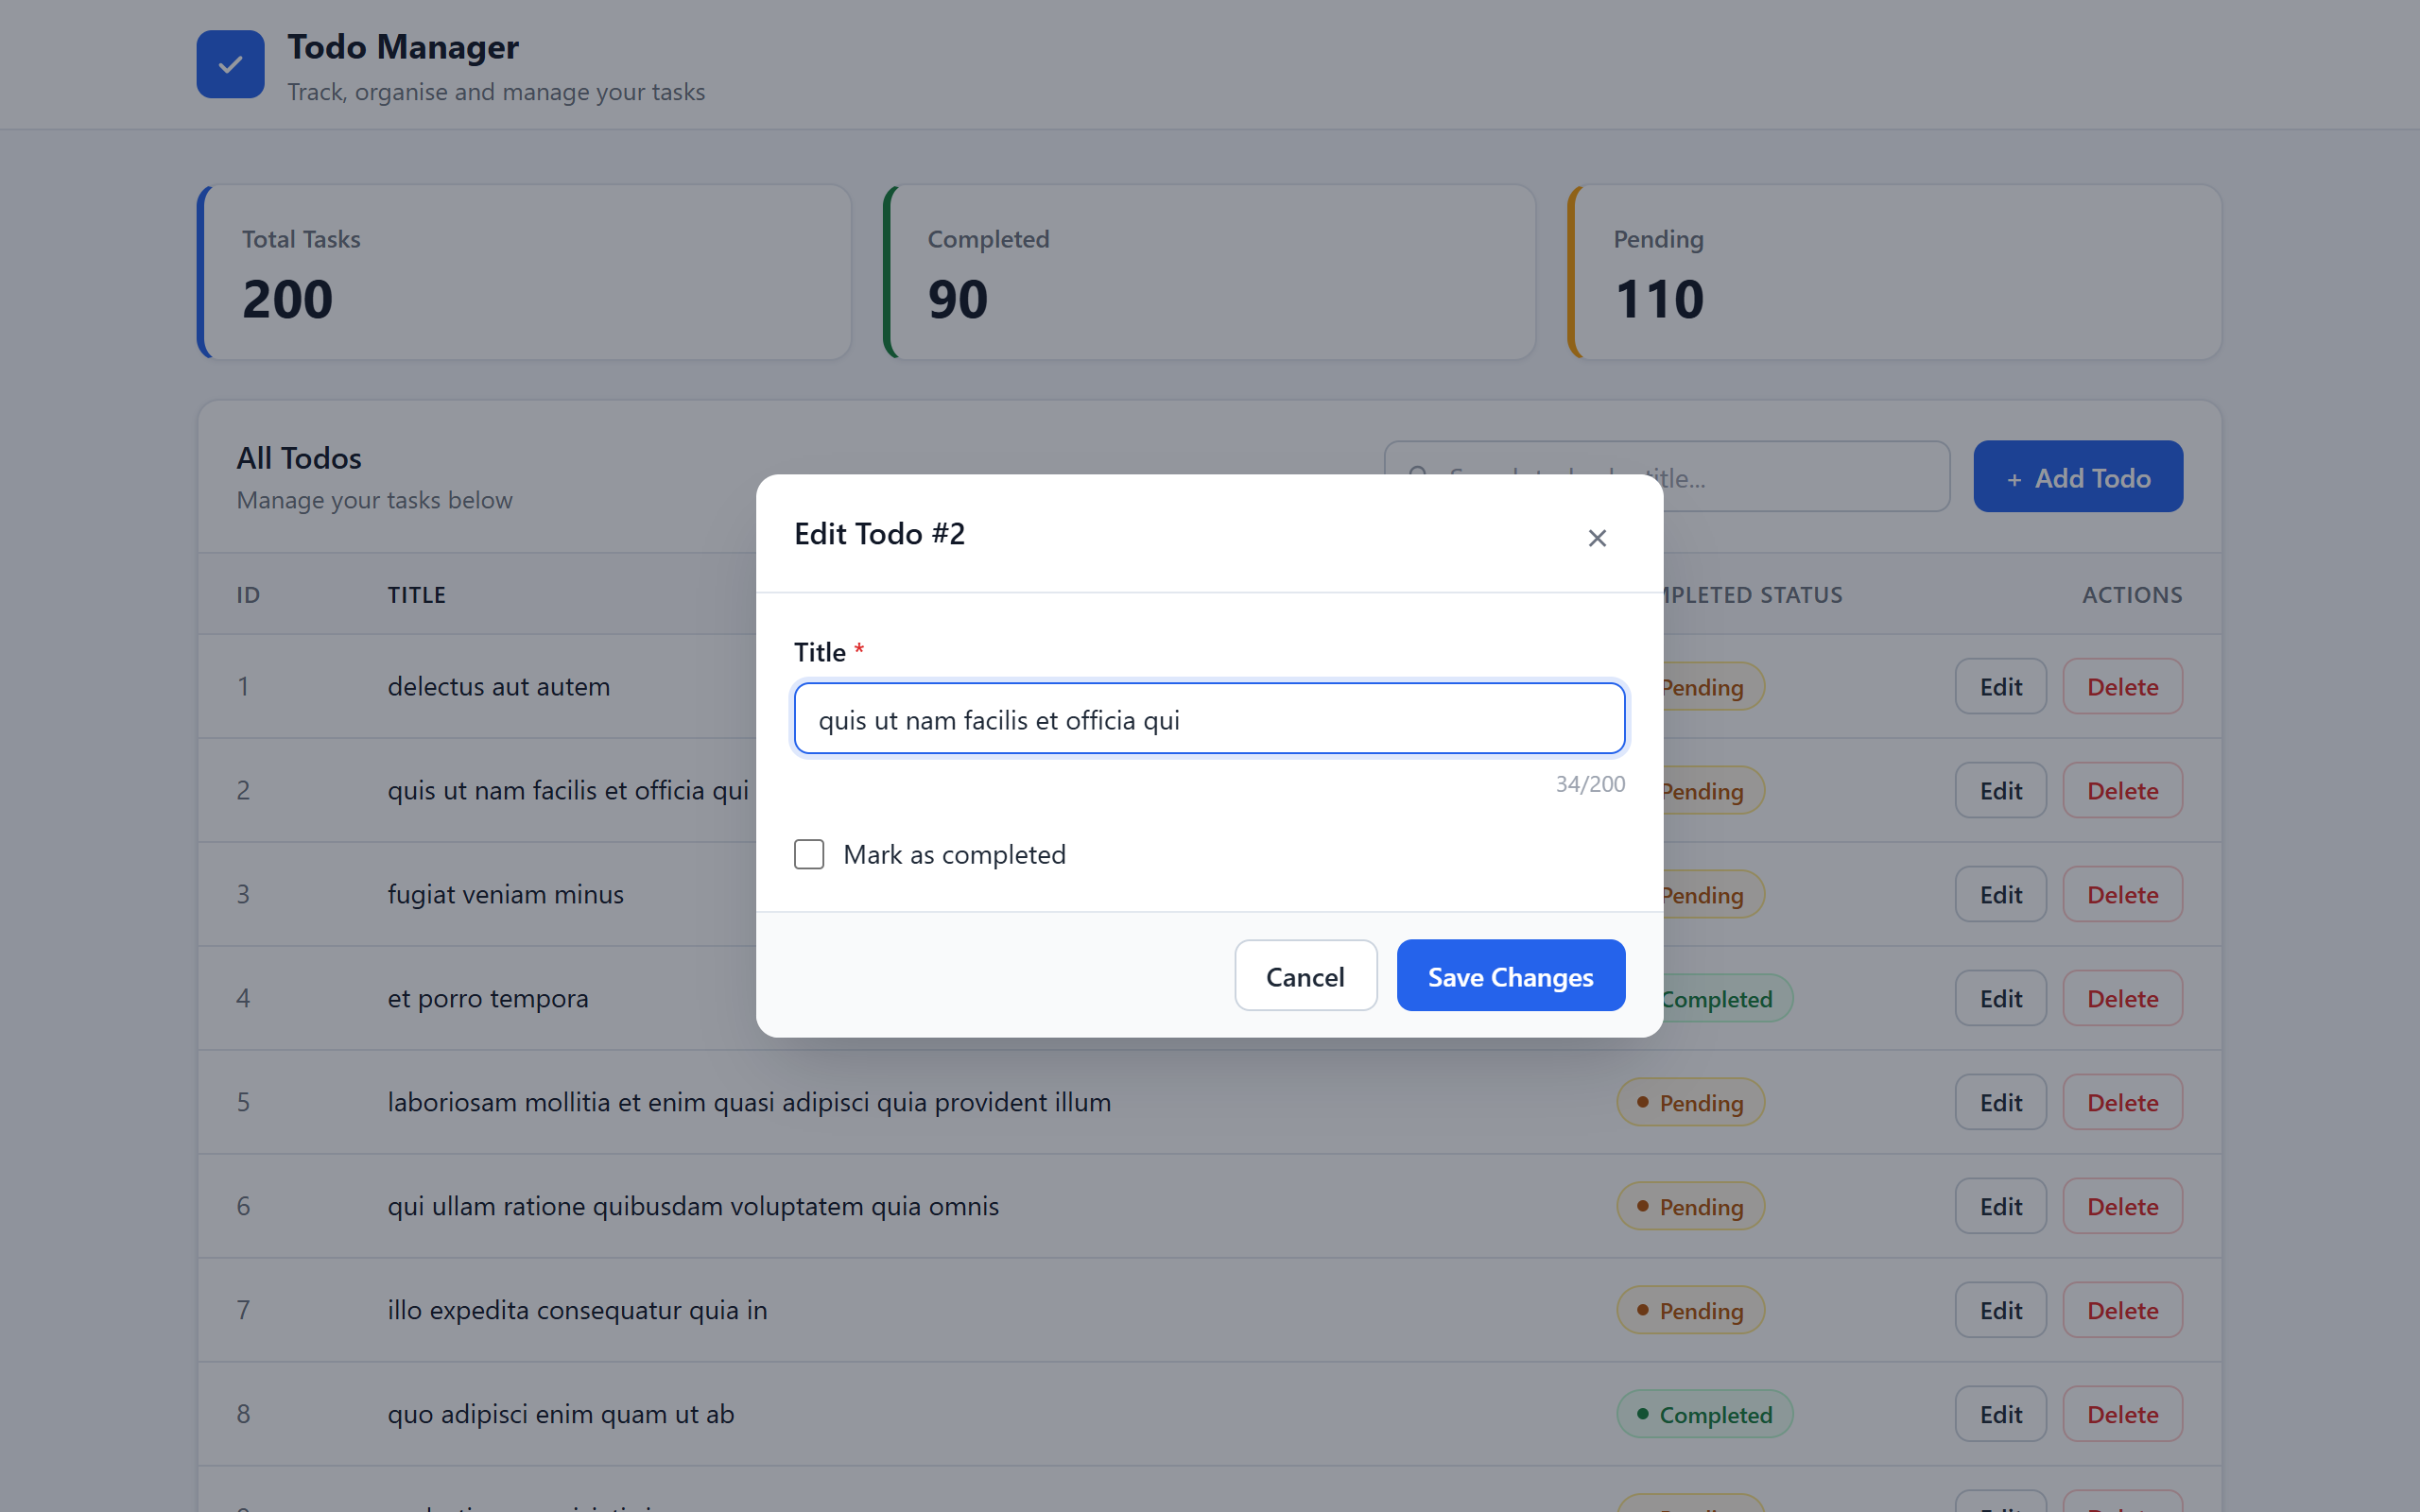 Todo Manager
Track, organise and manage your tasks
Total Tasks
200
Completed
90
Pending
110
All Todos
Manage your tasks below
title...
+ Add Todo
Edit Todo #2
×
Title *
quis ut nam facilis et officia qui
34/200
Mark as completed
Cancel
Save Changes
ID TITLE MPLETED STATUS ACTIONS
1 delectus aut autem Pending Edit Delete
2 quis ut nam facilis et officia qui Pending Edit Delete
3 fugiat veniam minus Pending Edit Delete
4 et porro tempora Completed Edit Delete
5 laboriosam mollitia et enim quasi adipisci quia provident illum Pending Edit Delete
6 qui ullam ratione quibusdam voluptatem quia omnis Pending Edit Delete
7 illo expedita consequatur quia in Pending Edit Delete
8 quo adipisci enim quam ut ab Completed Edit Delete